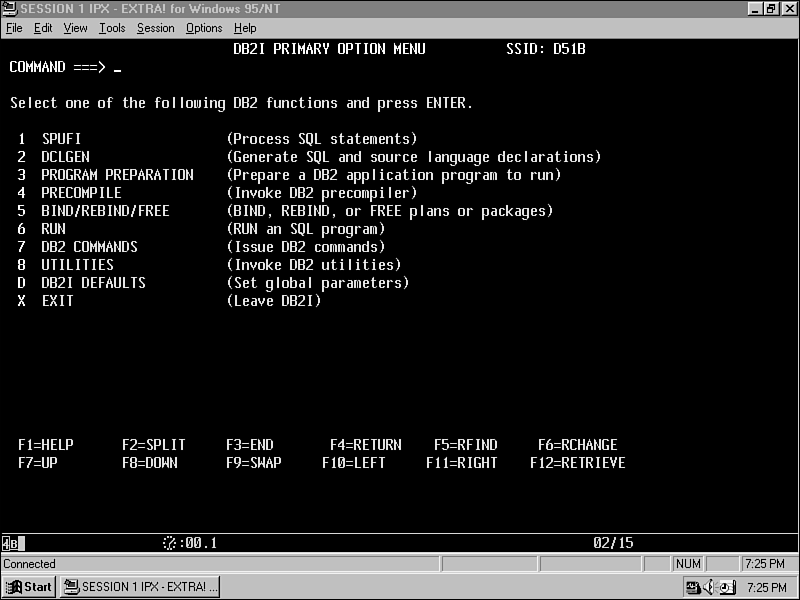 SESSION 1 IPX - EXTRA! for Windows 95/NT
File Edit View Tools Session Options Help
DB2I PRIMARY OPTION MENU SSID: D51B
COMMAND ===> _
Select one of the following DB2 functions and press ENTER.
1 SPUFI (Process SQL statements)
2 DCLGEN (Generate SQL and source language declarations)
3 PROGRAM PREPARATION (Prepare a DB2 application program to run)
4 PRECOMPILE (Invoke DB2 precompiler)
5 BIND/REBIND/FREE (BIND, REBIND, or FREE plans or packages)
6 RUN (RUN an SQL program)
7 DB2 COMMANDS (Issue DB2 commands)
8 UTILITIES (Invoke DB2 utilities)
D DB2I DEFAULTS (Set global parameters)
X EXIT (Leave DB2I)
F1=HELP F2=SPLIT F3=END F4=RETURN F5=RFIND F6=RCHANGE
F7=UP F8=DOWN F9=SWAP F10=LEFT F11=RIGHT F12=RETRIEVE
4B :00.1 02/15
Connected NUM 7:25 PM
Start SESSION 1 IPX - EXTRA! ... 7:25 PM